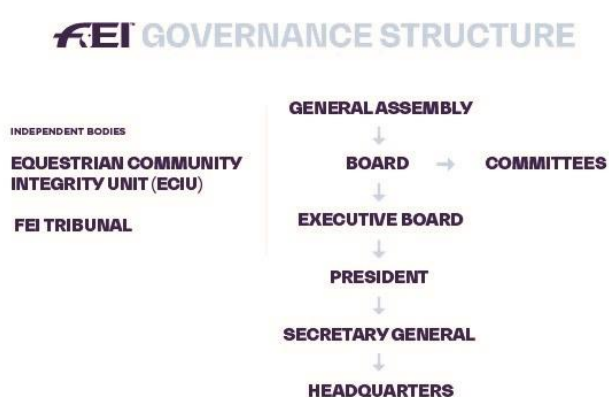 FEI GOVERNANCE STRUCTURE
INDEPENDENT BODIES
EQUESTRIAN COMMUNITY
INTEGRITY UNIT (ECIU)
FEI TRIBUNAL
GENERAL ASSEMBLY
BOARD → COMMITTEES
EXECUTIVE BOARD
PRESIDENT
SECRETARY GENERAL
HEADQUARTERS